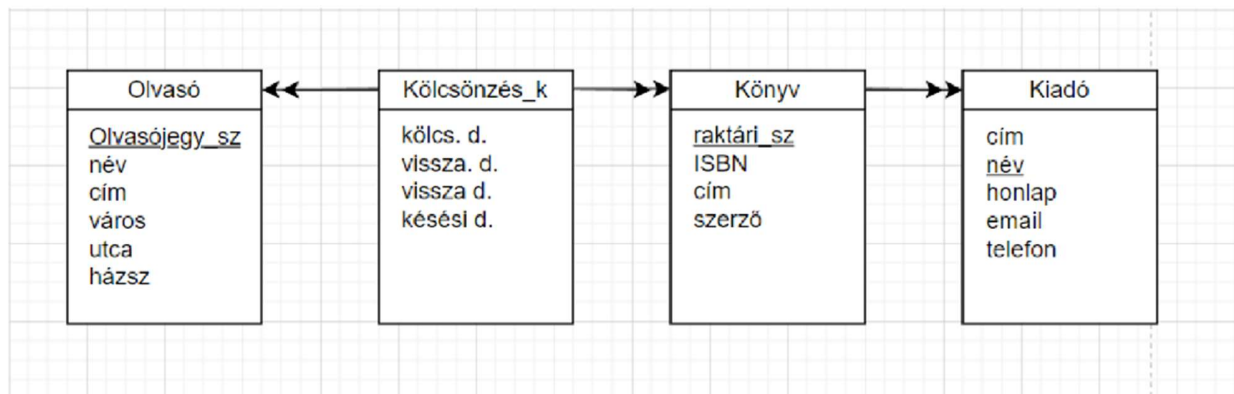 Olvasó
Olvasójegy_sz
név
cím
város
utca
házsz
Kölcsönzés_k
kölcs. d.
vissza. d.
vissza d.
késési d.
Könyv
raktári_sz
ISBN
cím
szerző
Kiadó
cím
név
honlap
email
telefon